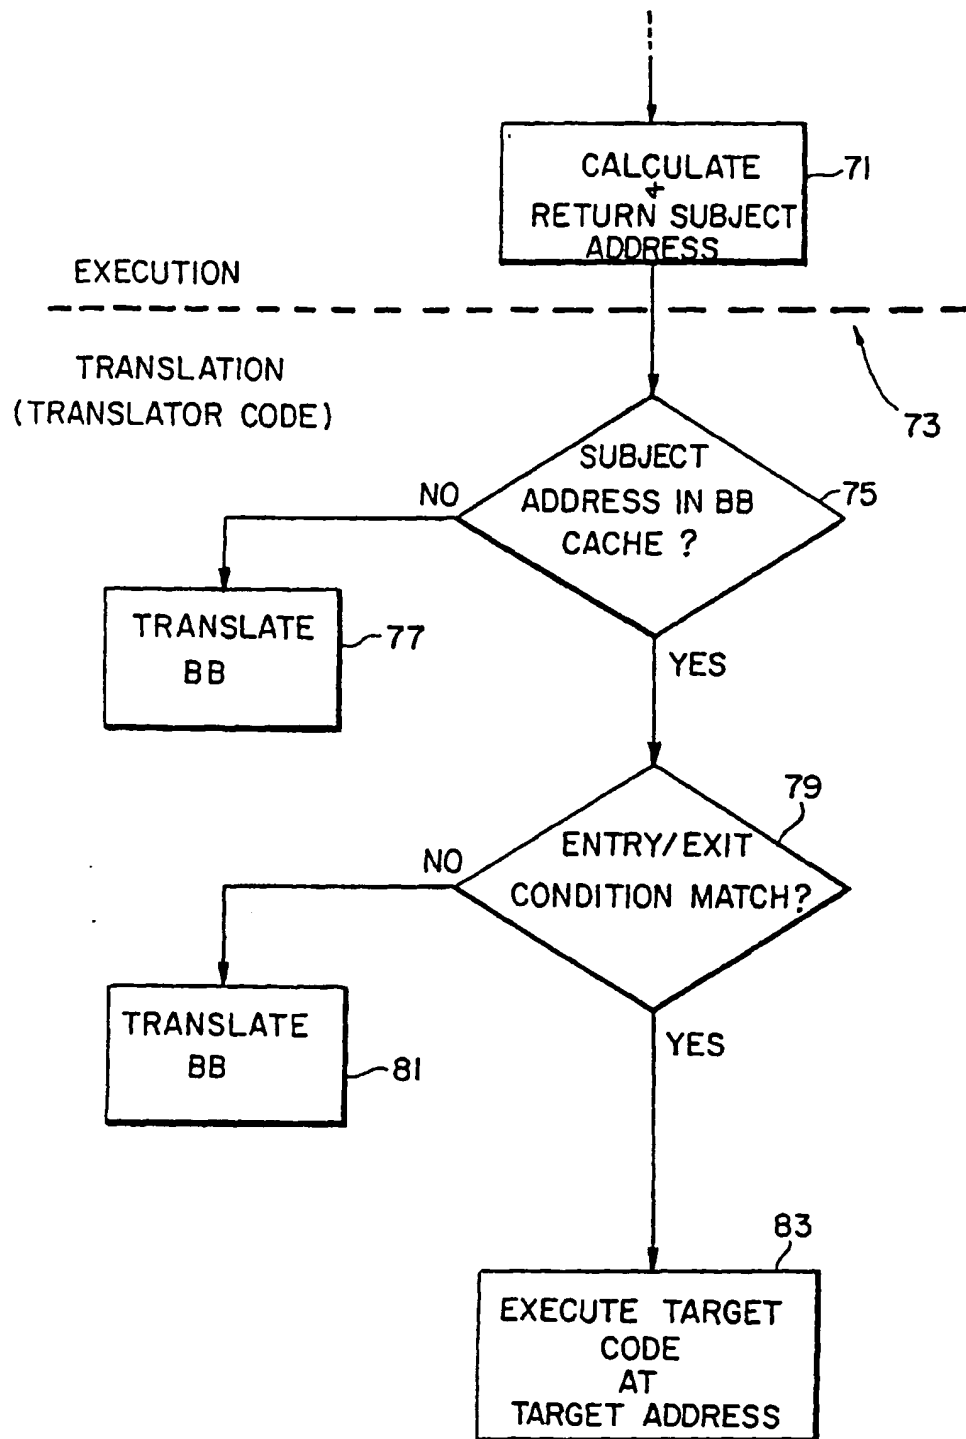 CALCULATE
&
RETURN SUBJECT
ADDRESS
71
EXECUTION
TRANSLATION
(TRANSLATOR CODE)
73
SUBJECT
ADDRESS IN BB
CACHE ?
75
NO
TRANSLATE
BB
77
YES
79
ENTRY/EXIT
CONDITION MATCH?
NO
TRANSLATE
BB
81
YES
83
EXECUTE TARGET
CODE
AT
TARGET ADDRESS